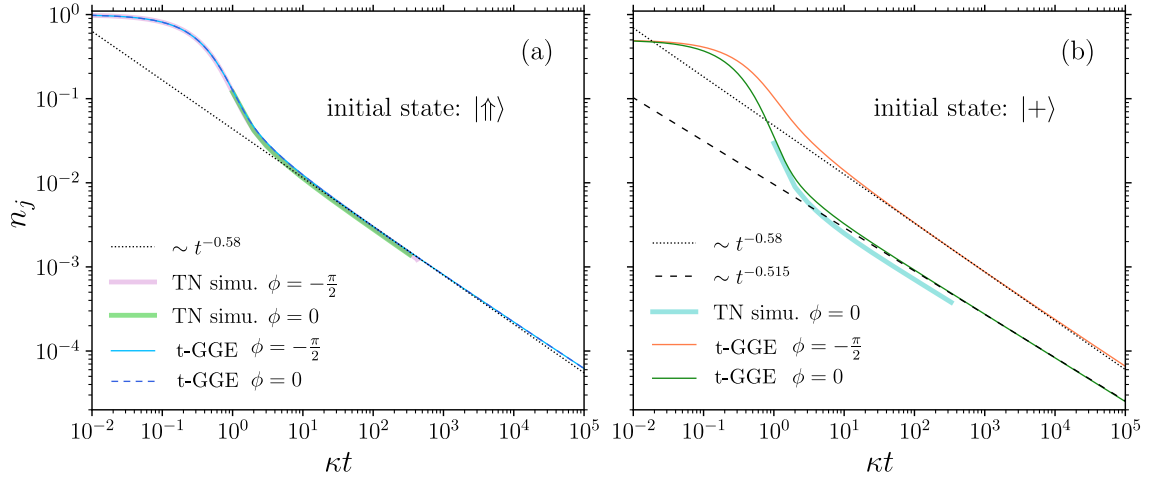 (a)
initial state: |⇑⟩
n_j
10^0
10^{-1}
10^{-2}
10^{-3}
10^{-4}
∼ t^{-0.58}
TN simu. ϕ = −π/2
TN simu. ϕ = 0
t-GGE ϕ = −π/2
t-GGE ϕ = 0
10^{-2} 10^{-1} 10^0 10^1 10^2 10^3 10^4 10^5
κt
(b)
initial state: |+⟩
∼ t^{-0.58}
∼ t^{-0.515}
TN simu. ϕ = 0
t-GGE ϕ = −π/2
t-GGE ϕ = 0
10^{-2} 10^{-1} 10^0 10^1 10^2 10^3 10^4 10^5
κt